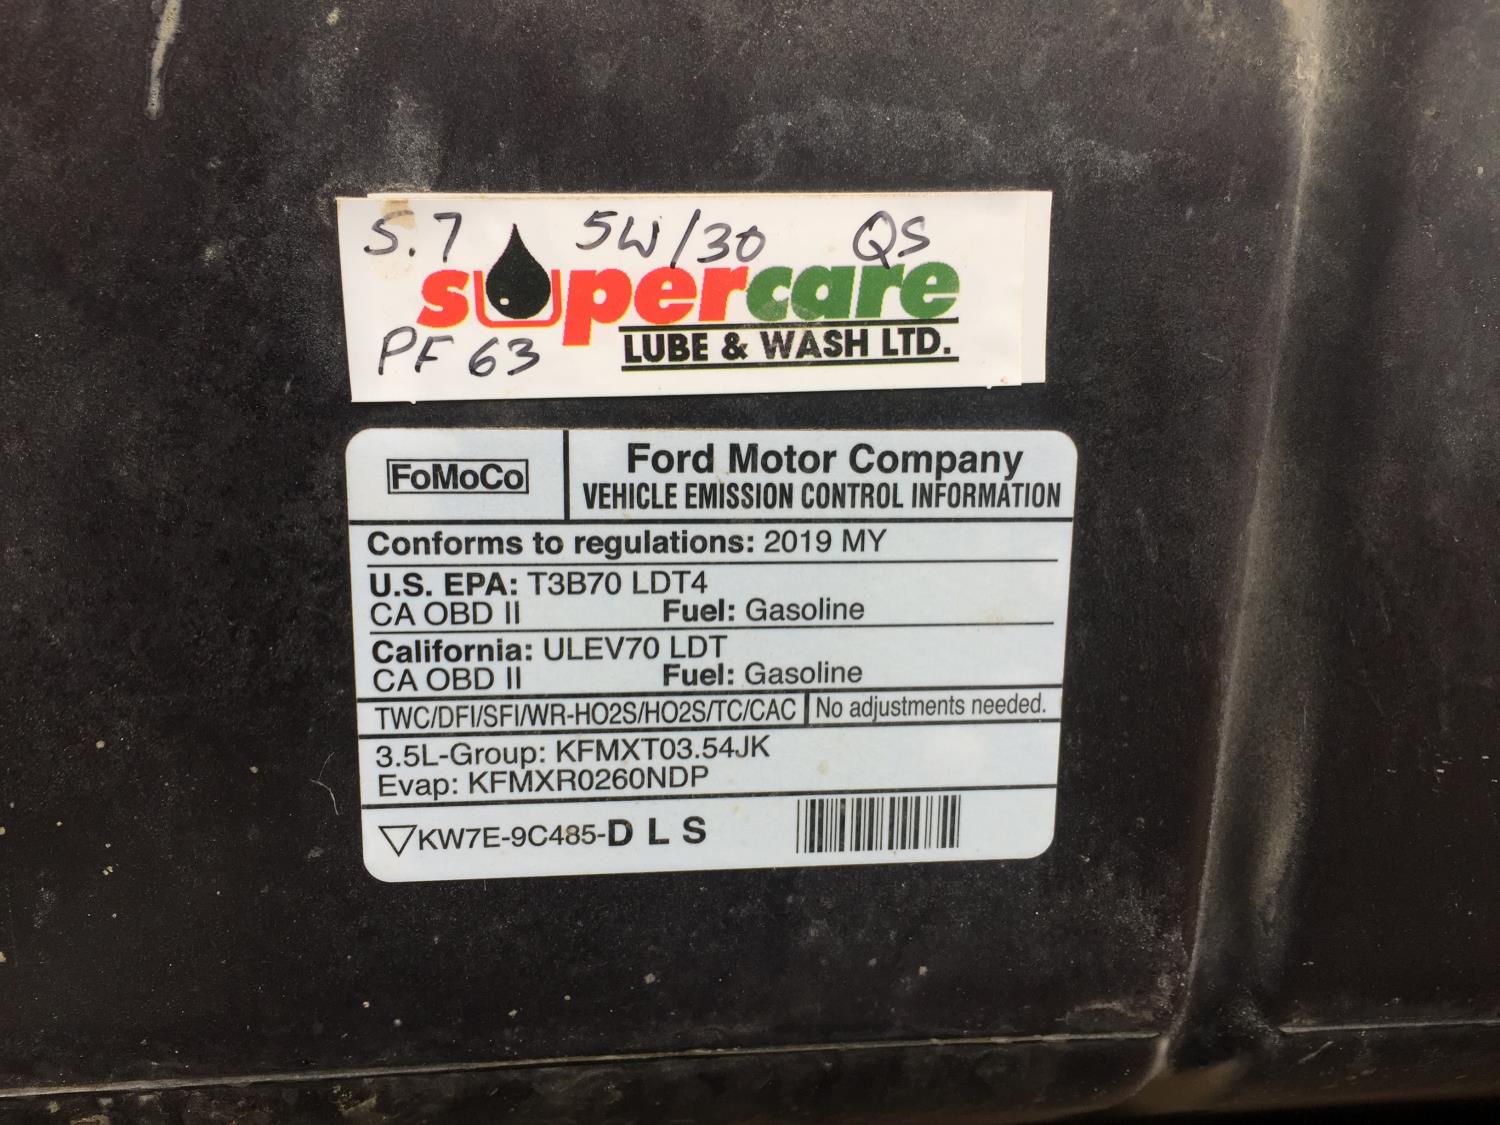 5.7 5W/30 QS
supercare
LUBE & WASH LTD.
PF 63
FoMoCo
Ford Motor Company
VEHICLE EMISSION CONTROL INFORMATION
Conforms to regulations: 2019 MY
U.S. EPA: T3B70 LDT4
CA OBD II Fuel: Gasoline
California: ULEV70 LDT
CA OBD II Fuel: Gasoline
TWC/DFI/SFI/WR-HO2S/HO2S/TC/CAC No adjustments needed.
3.5L-Group: KFMXT03.54JK
Evap: KFMXR0260NDP
KW7E-9C485-D L S